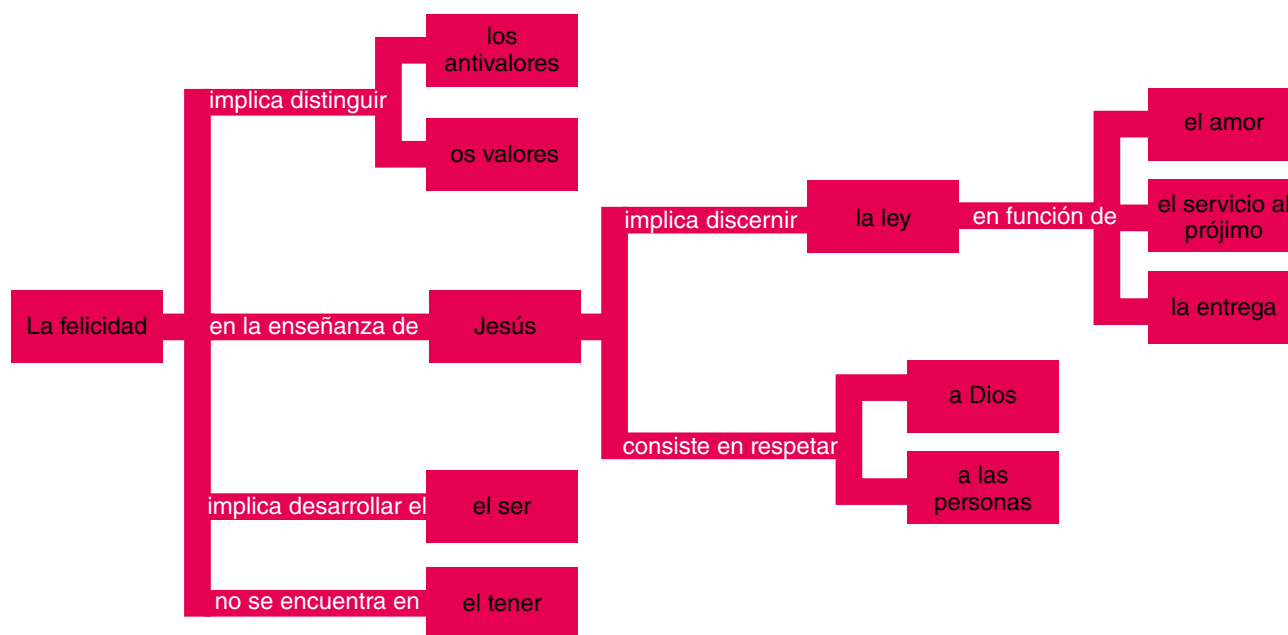 La felicidad
implica distinguir
los
antivalores
os valores
en la enseñanza de
Jesús
implica discernir
la ley
en función de
el amor
el servicio al
prójimo
la entrega
consiste en respetar
a Dios
a las
personas
implica desarrollar el
el ser
no se encuentra en
el tener